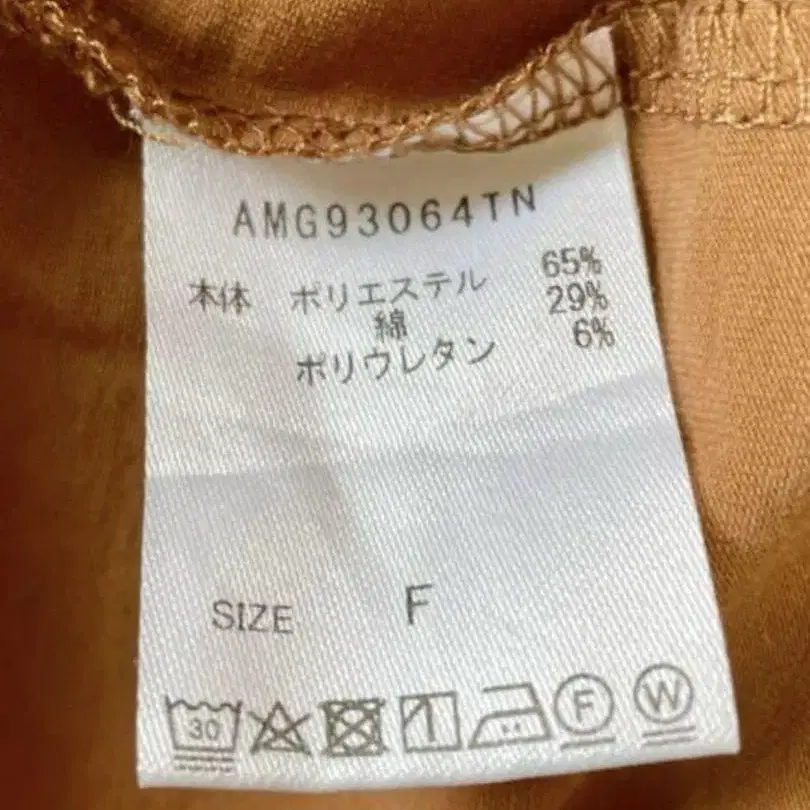 AMG93064TN
本体 ポリエステル 65%
綿 29%
ポリウレタン 6%
SIZE F
30 F W